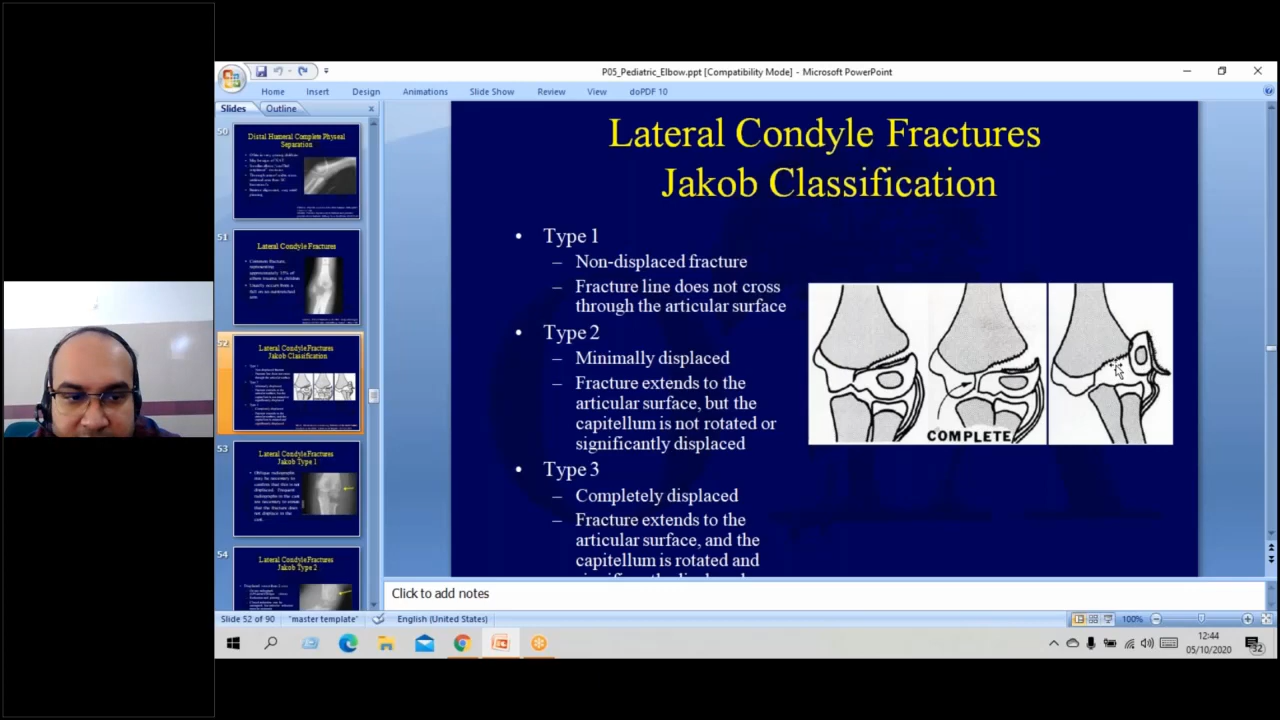 P05_Pediatric_Elbow.ppt [Compatibility Mode] - Microsoft PowerPoint
Home Insert Design Animations Slide Show Review View doPDF 10
Slides Outline
50
Distal Humeral Complete Physeal
Separation
51
Lateral Condyle Fractures
52
Lateral Condyle Fractures
Jakob Classification
53
Lateral Condyle Fractures
Jakob Type 1
54
Lateral Condyle Fractures
Jakob Type 2
Lateral Condyle Fractures
Jakob Classification
• Type 1
– Non-displaced fracture
– Fracture line does not cross
through the articular surface
• Type 2
– Minimally displaced
– Fracture extends to the
articular surface, but the
capitellum is not rotated or
significantly displaced
• Type 3
– Completely displaced
– Fracture extends to the
articular surface, and the
capitellum is rotated and
COMPLETE
Click to add notes
Slide 52 of 90 "master template" English (United States) 100%
12:44
05/10/2020
32